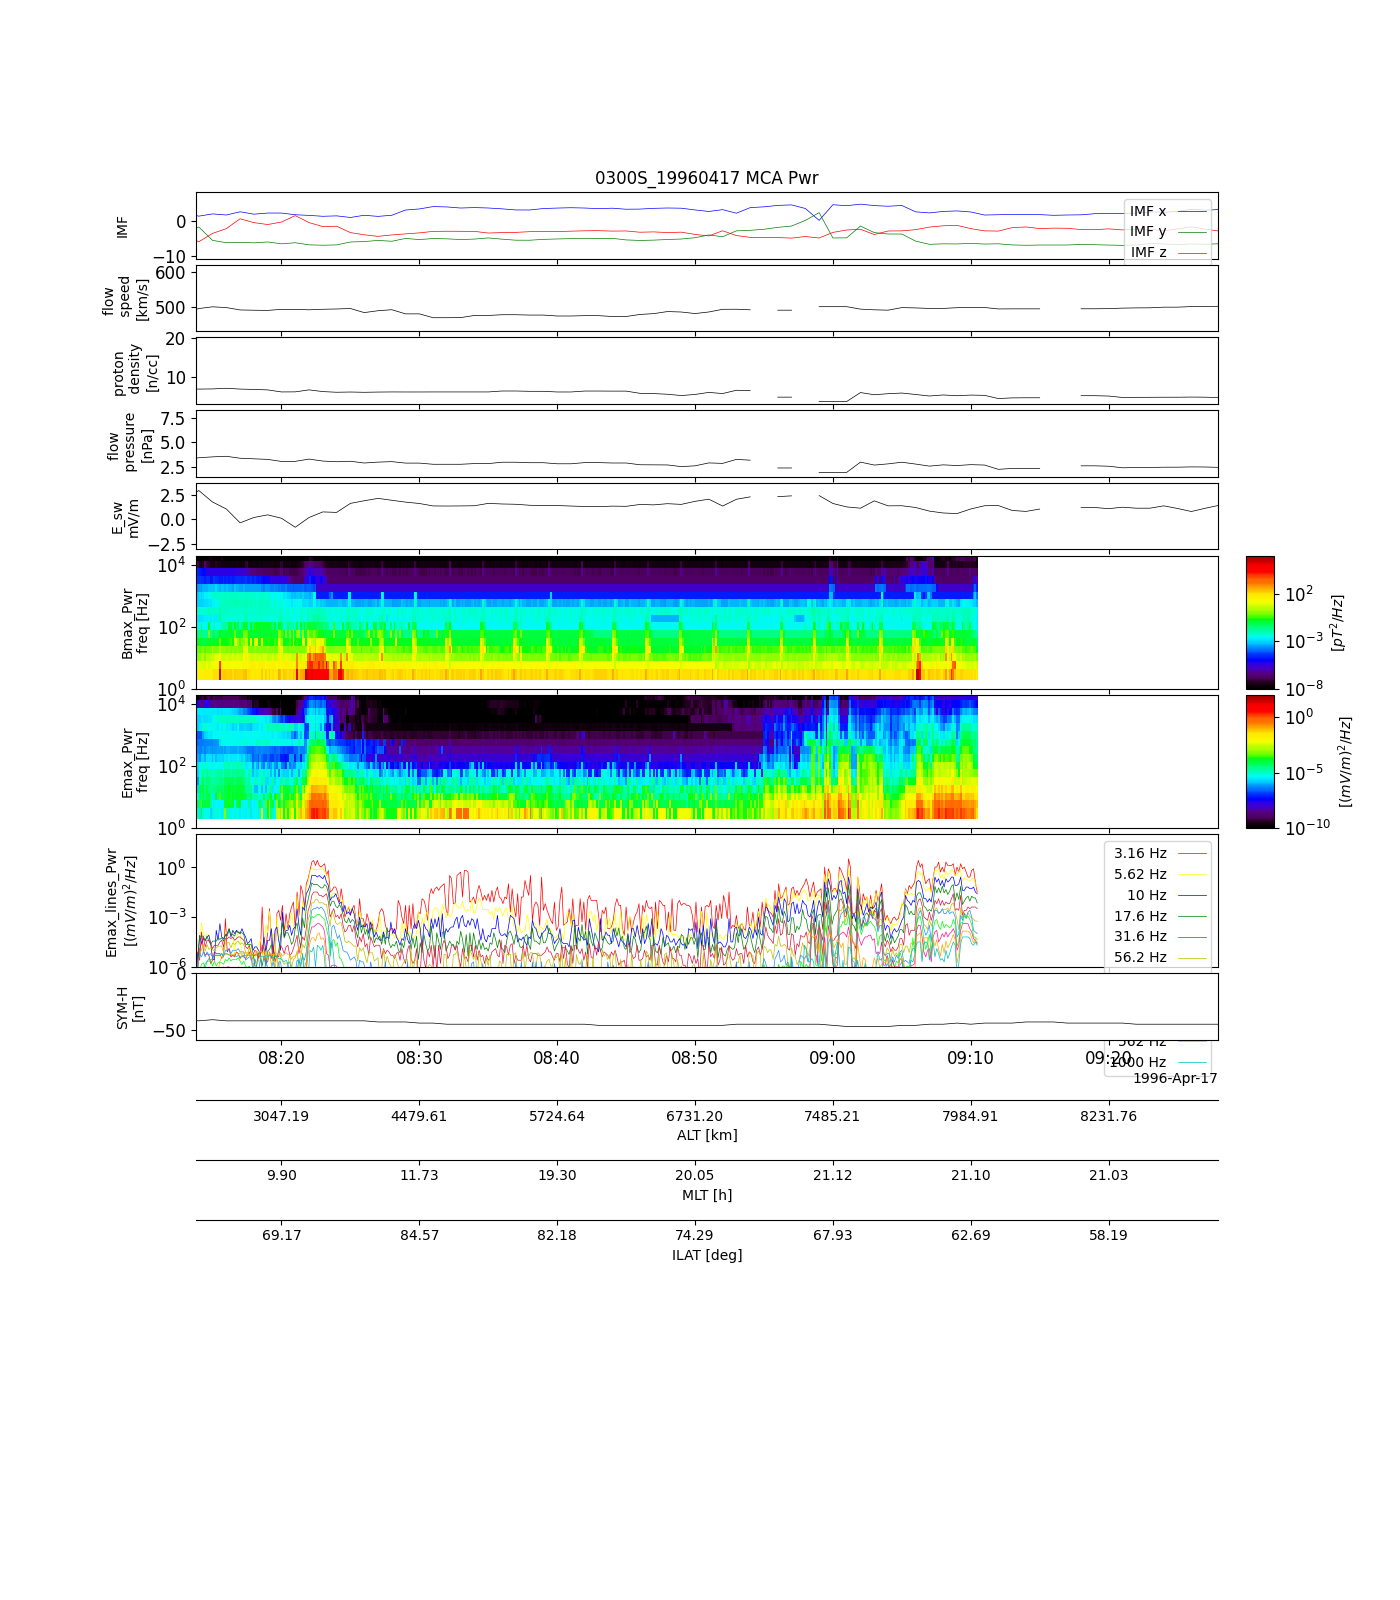 0300S_19960417 MCA Pwr
IMF
0
−10
IMF x
IMF y
IMF z
flow
speed
[km/s]
600
500
proton
density
[n/cc]
20
10
flow
pressure
[nPa]
7.5
5.0
2.5
E_sw
mV/m
2.5
0.0
−2.5
Bmax_Pwr
freq [Hz]
10^4
10^2
10^0
10^2
10^−3
10^−8
[pT^2/Hz]
Emax_Pwr
freq [Hz]
10^4
10^2
10^0
10^0
10^−5
10^−10
[(mV/m)^2/Hz]
Emax_lines_Pwr
[(mV/m)^2/Hz]
10^0
10^−3
10^−6
3.16 Hz
5.62 Hz
10 Hz
17.6 Hz
31.6 Hz
56.2 Hz
562 Hz
1000 Hz
SYM-H
[nT]
0
−50
08:20 08:30 08:40 08:50 09:00 09:10 09:20
1996-Apr-17
3047.19 4479.61 5724.64 6731.20 7485.21 7984.91 8231.76
ALT [km]
9.90 11.73 19.30 20.05 21.12 21.10 21.03
MLT [h]
69.17 84.57 82.18 74.29 67.93 62.69 58.19
ILAT [deg]